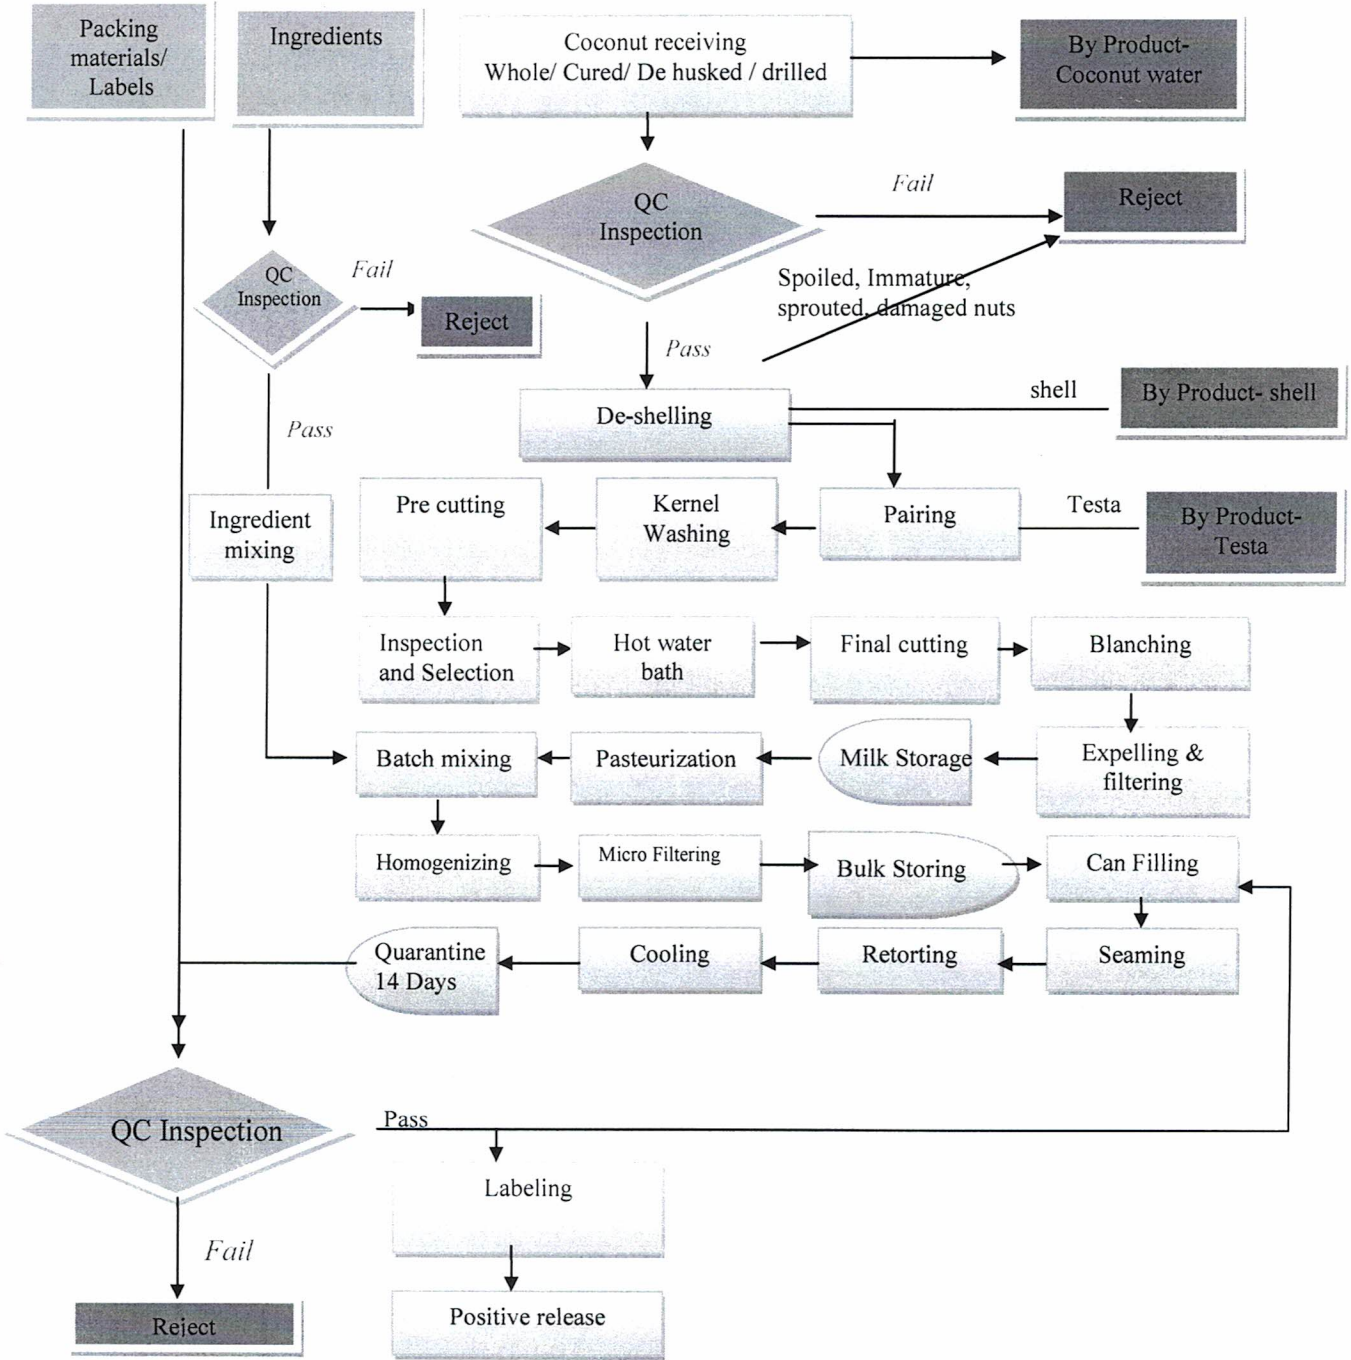 Packing
materials/
Labels
Ingredients
Coconut receiving
Whole/ Cured/ De husked / drilled
By Product-
Coconut water
QC
Inspection
Fail
Reject
Spoiled, Immature,
sprouted, damaged nuts
QC
Inspection
Fail
Reject
Pass
Pass
De-shelling
shell
By Product- shell
Ingredient
mixing
Pre cutting
Kernel
Washing
Pairing
Testa
By Product-
Testa
Inspection
and Selection
Hot water
bath
Final cutting
Blanching
Batch mixing
Pasteurization
Milk Storage
Expelling &
filtering
Homogenizing
Micro Filtering
Bulk Storing
Can Filling
Quarantine
14 Days
Cooling
Retorting
Seaming
QC Inspection
Pass
Labeling
Fail
Positive release
Reject